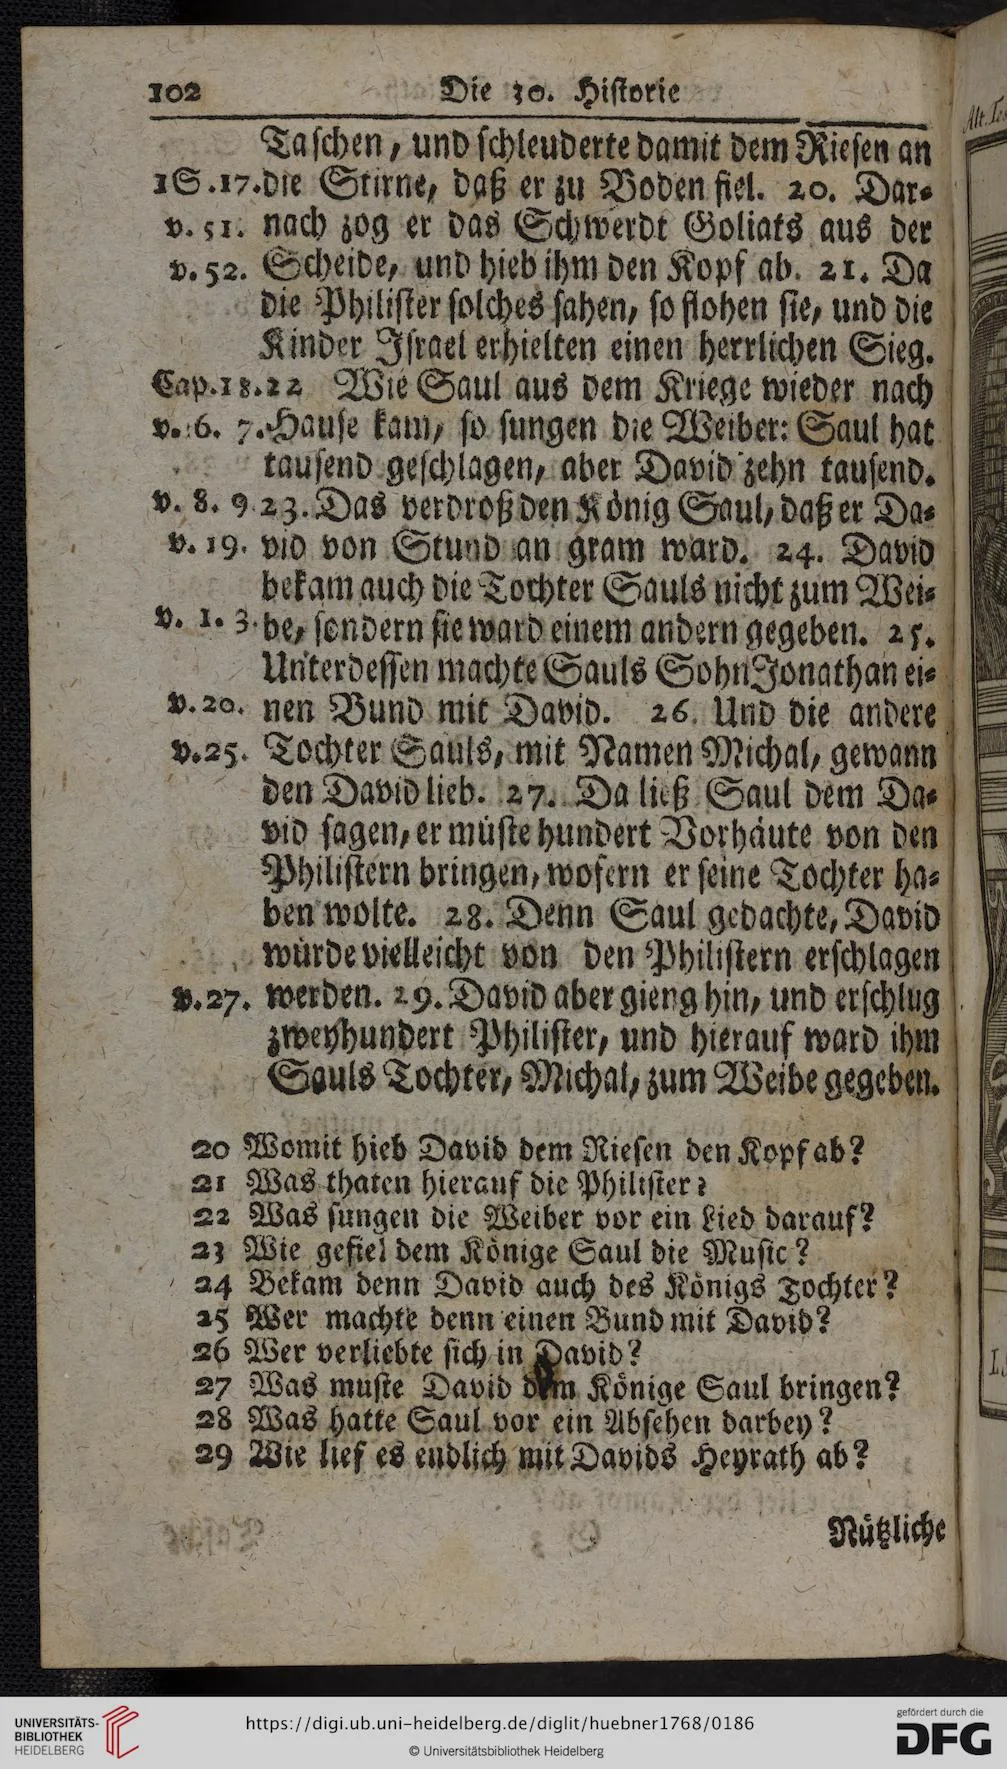 102 Die 30. Historie
Taschen, und schleuderte damit dem Riesen an
1S.17. die Stirne, daß er zu Boden fiel. 20. Dar-
v. 51. nach zog er das Schwerdt Goliats aus der
v. 52. Scheide, und hieb ihm den Kopf ab. 21. Da
die Philister solches sahen, so flohen sie, und die
Kinder Israel erhielten einen herrlichen Sieg.
Cap.18. 22 Wie Saul aus dem Kriege wieder nach
v. 6. 7. Hause kam, so sungen die Weiber: Saul hat
tausend geschlagen, aber David zehn tausend.
v. 8. 9 23. Das verdroß den König Saul, daß er Da-
v. 19. vid von Stund an gram ward. 24. David
bekam auch die Tochter Sauls nicht zum Wei-
v. 1. 3. be, sondern sie ward einem andern gegeben. 25.
Unterdessen machte Sauls Sohn Jonathan ei-
v. 20. nen Bund mit David. 26. Und die andere
v. 25. Tochter Sauls, mit Namen Michal, gewann
den David lieb. 27. Da ließ Saul dem Da-
vid sagen, er müste hundert Vorhäute von den
Philistern bringen, wofern er seine Tochter ha-
ben wolte. 28. Denn Saul gedachte, David
würde vielleicht von den Philistern erschlagen
v. 27. werden. 29. David aber gieng hin, und erschlug
zweyhundert Philister, und hierauf ward ihm
Sauls Tochter, Michal, zum Weibe gegeben.
20 Womit hieb David dem Riesen den Kopf ab?
21 Was thaten hierauf die Philister?
22 Was sungen die Weiber vor ein Lied darauf?
23 Wie gefiel dem Könige Saul die Music?
24 Bekam denn David auch des Königs Tochter?
25 Wer machte denn einen Bund mit David?
26 Wer verliebte sich in David?
27 Was muste David dem Könige Saul bringen?
28 Was hatte Saul vor ein Absehen darbey?
29 Wie lief es endlich mit Davids Heyrath ab?
Nützliche
Alt. Tes
UNIVERSITÄTS-
BIBLIOTHEK
HEIDELBERG
https://digi.ub.uni-heidelberg.de/diglit/huebner1768/0186
© Universitätsbibliothek Heidelberg
gefördert durch die
DFG